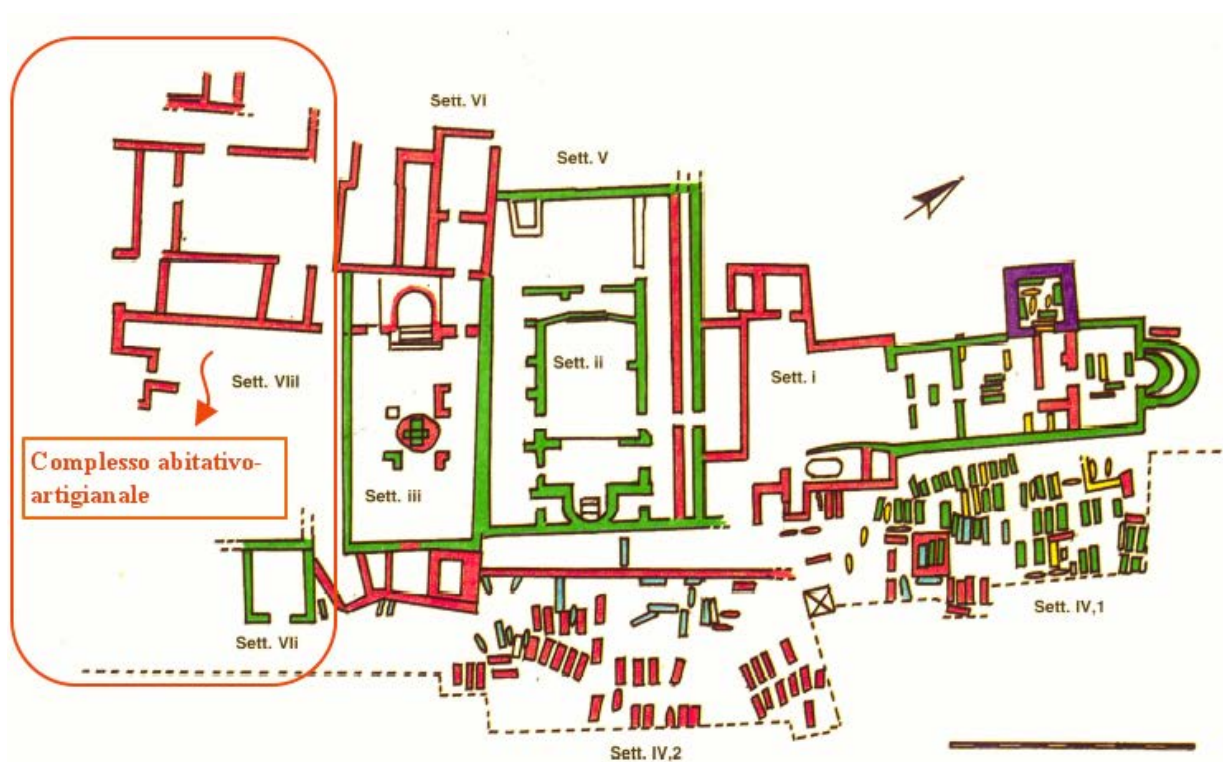 Sett. VI
Sett. V
Sett. ii
Sett. i
Sett. VIiI
Complesso abitativo-
artigianale
Sett. iii
Sett. VIi
Sett. IV,1
Sett. IV,2